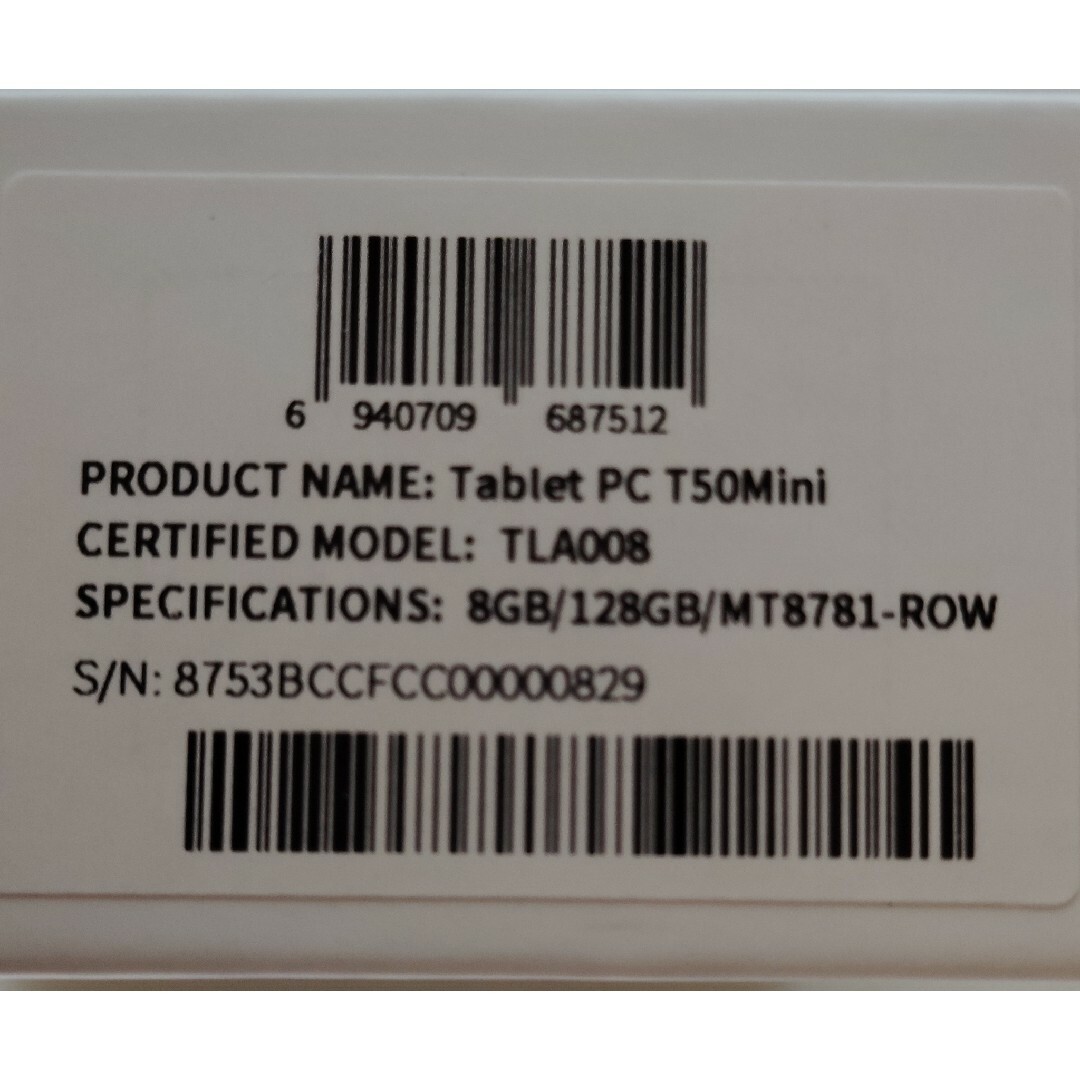 6 940709 687512
PRODUCT NAME: Tablet PC T50Mini
CERTIFIED MODEL: TLA008
SPECIFICATIONS: 8GB/128GB/MT8781-ROW
S/N: 8753BCCFCC00000829